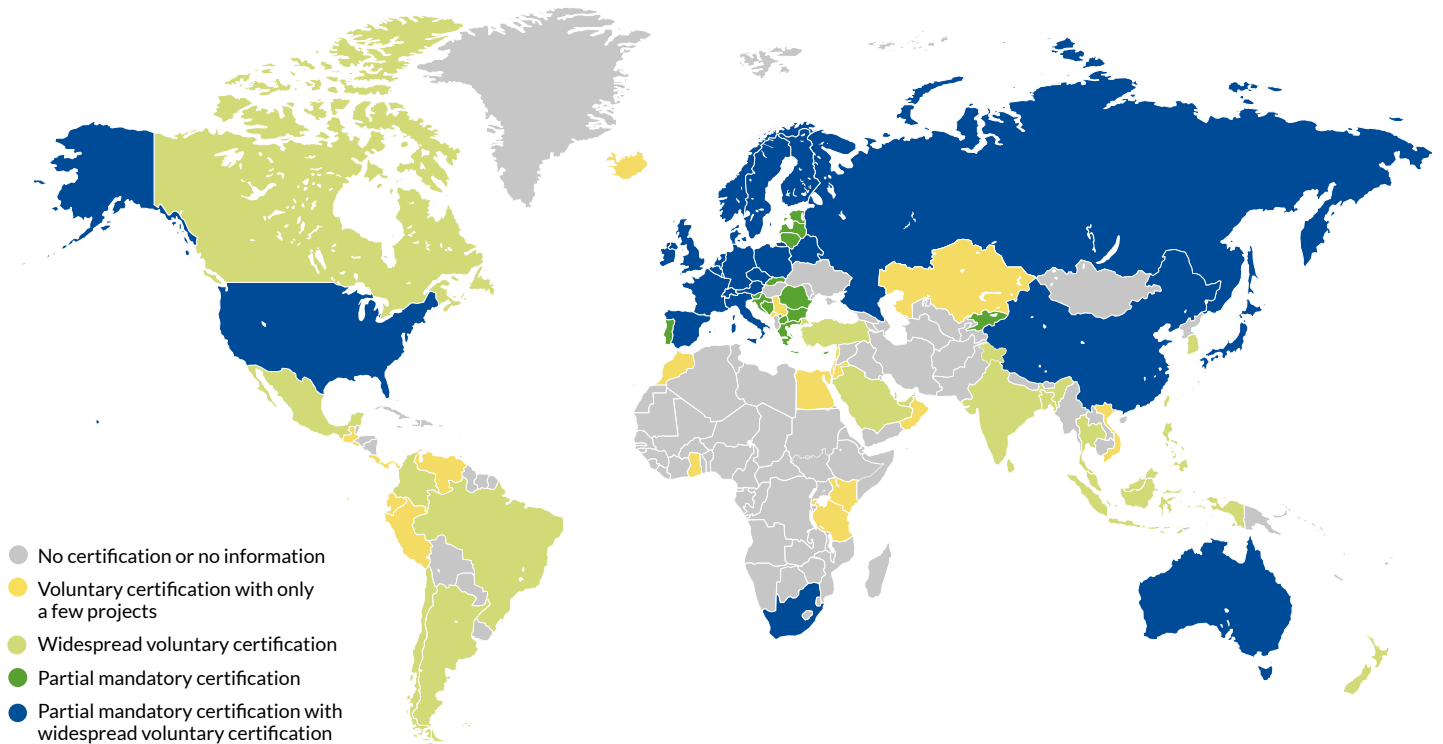 No certification or no information
Voluntary certification with only
a few projects
Widespread voluntary certification
Partial mandatory certification
Partial mandatory certification with
widespread voluntary certification